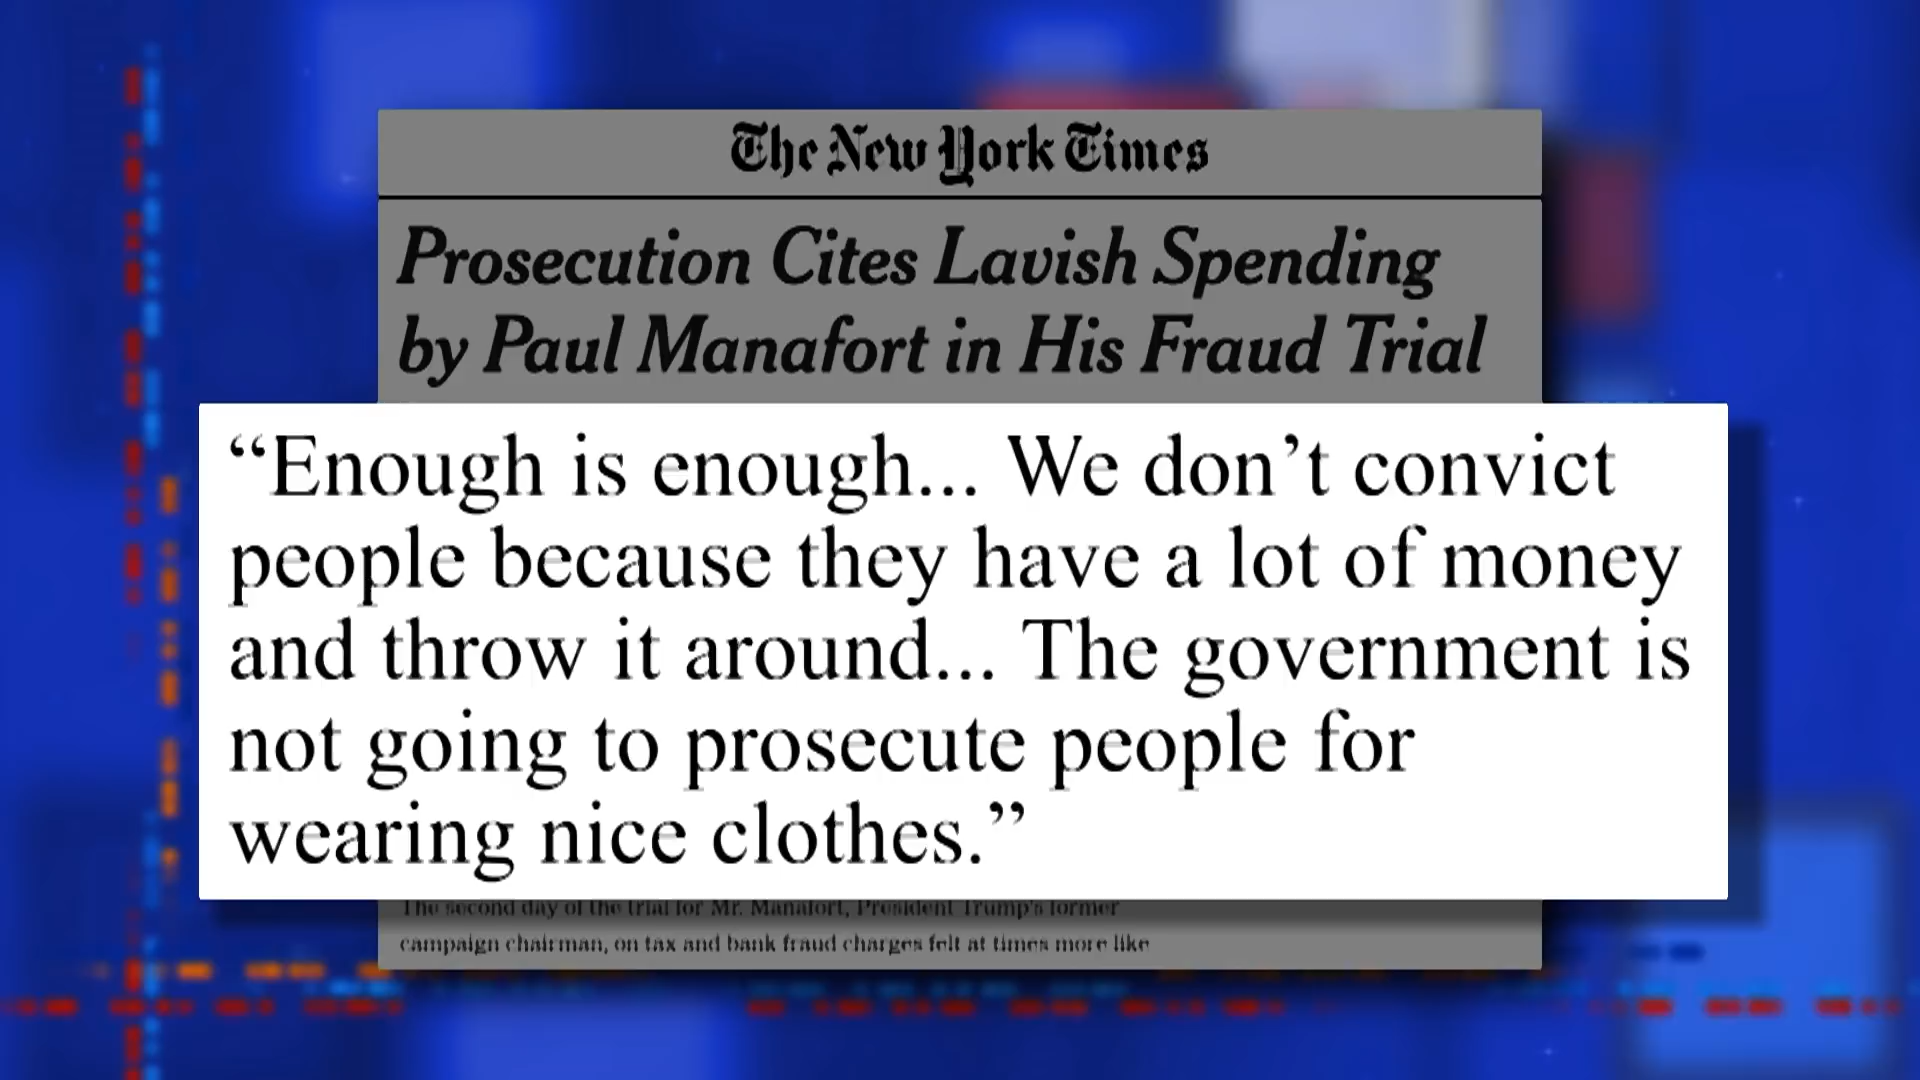 The New York Times
Prosecution Cites Lavish Spending
by Paul Manafort in His Fraud Trial
“Enough is enough... We don’t convict
people because they have a lot of money
and throw it around... The government is
not going to prosecute people for
wearing nice clothes.”
The second day of the trial for Mr. Manafort, President Trump's former
campaign chairman, on tax and bank fraud charges felt at times more like